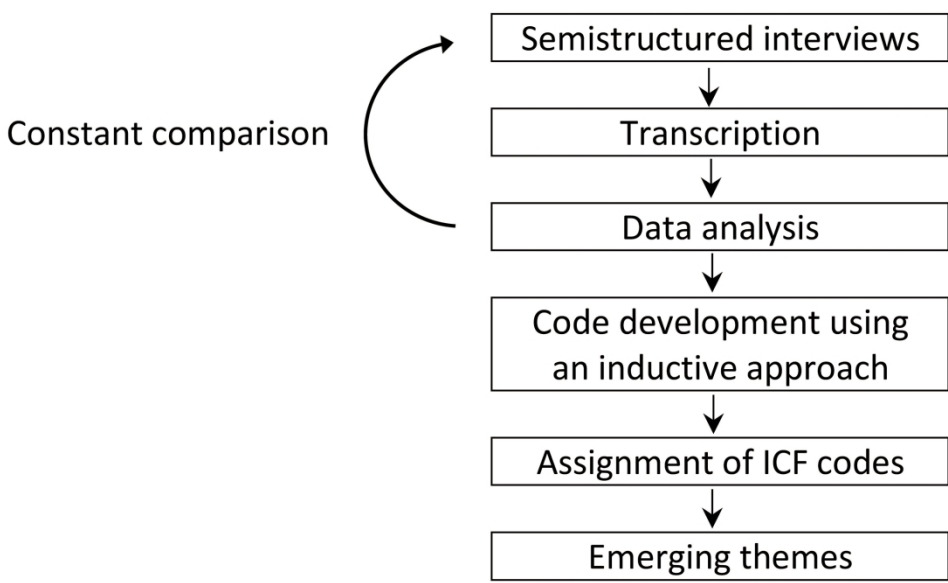 Semistructured interviews
Constant comparison
Transcription
Data analysis
Code development using
an inductive approach
Assignment of ICF codes
Emerging themes